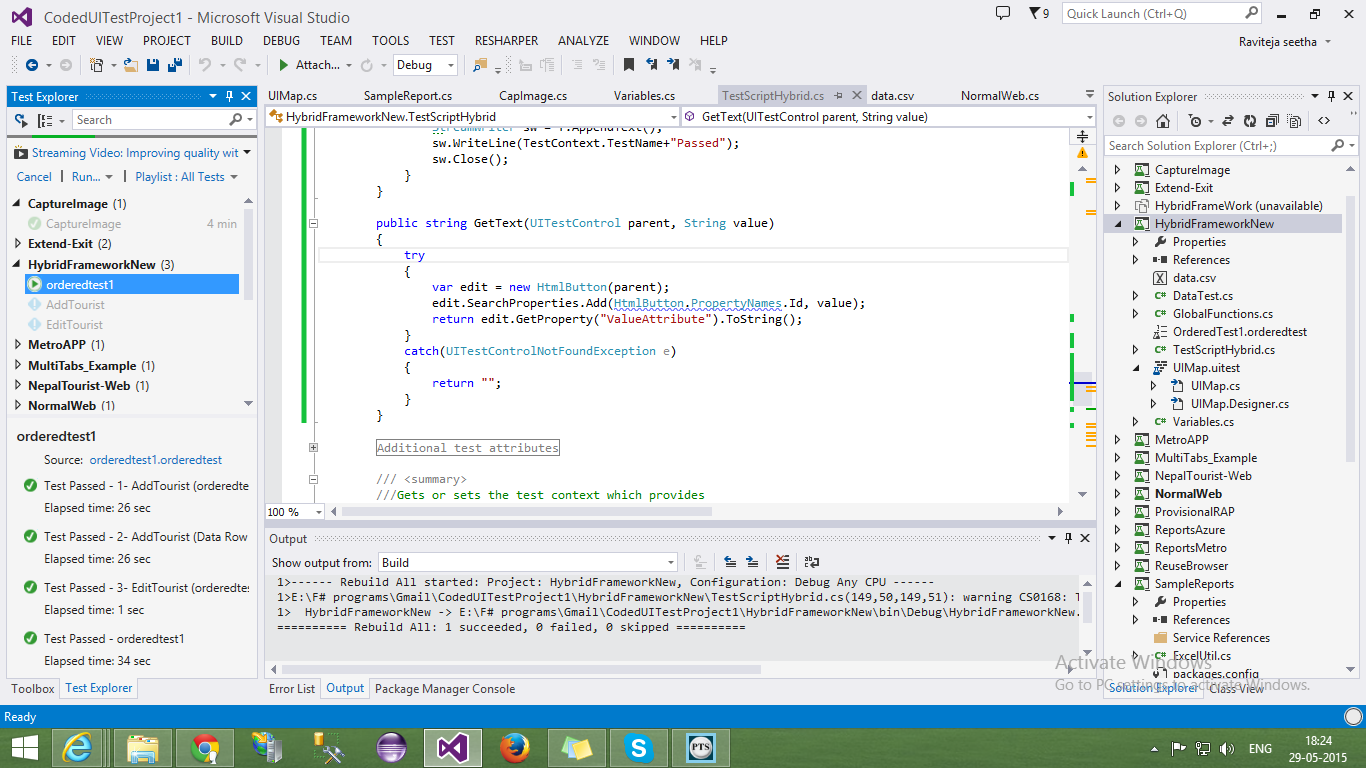 CodedUITestProject1 - Microsoft Visual Studio
9
Quick Launch (Ctrl+Q)
FILE EDIT VIEW PROJECT BUILD DEBUG TEAM TOOLS TEST RESHARPER ANALYZE WINDOW HELP
Raviteja seetha
Attach... Debug
Test Explorer
Search
Streaming Video: Improving quality wit
Cancel | Run... | Playlist : All Tests
CaptureImage (1)
CaptureImage 4 min
Extend-Exit (2)
HybridFrameworkNew (3)
orderedtest1
AddTourist
EditTourist
MetroAPP (1)
MultiTabs_Example (1)
NepalTourist-Web (1)
NormalWeb (1)
orderedtest1
Source: orderedtest1.orderedtest
Test Passed - 1- AddTourist (orderedte
Elapsed time: 26 sec
Test Passed - 2- AddTourist (Data Row
Elapsed time: 26 sec
Test Passed - 3- EditTourist (orderedte
Elapsed time: 1 sec
Test Passed - orderedtest1
Elapsed time: 34 sec
Toolbox Test Explorer
UIMap.cs SampleReport.cs CapImage.cs Variables.cs TestScriptHybrid.cs data.csv NormalWeb.cs
HybridFrameworkNew.TestScriptHybrid
GetText(UITestControl parent, String value)
StreamWriter sw = f.AppendText();
sw.WriteLine(TestContext.TestName+"Passed");
sw.Close();
}
}
public string GetText(UITestControl parent, String value)
{
try
{
var edit = new HtmlButton(parent);
edit.SearchProperties.Add(HtmlButton.PropertyNames.Id, value);
return edit.GetProperty("ValueAttribute").ToString();
}
catch(UITestControlNotFoundException e)
{
return "";
}
}
Additional test attributes
/// <summary>
///Gets or sets the test context which provides
100 %
Output
Show output from: Build
1>------ Rebuild All started: Project: HybridFrameworkNew, Configuration: Debug Any CPU ------
1>E:\F# programs\Gmail\CodedUITestProject1\HybridFrameworkNew\TestScriptHybrid.cs(149,50,149,51): warning CS0168: T
1> HybridFrameworkNew -> E:\F# programs\Gmail\CodedUITestProject1\HybridFrameworkNew\bin\Debug\HybridFrameworkNew.
========== Rebuild All: 1 succeeded, 0 failed, 0 skipped ==========
Error List Output Package Manager Console
Solution Explorer
Search Solution Explorer (Ctrl+;)
CaptureImage
Extend-Exit
HybridFrameWork (unavailable)
HybridFrameworkNew
Properties
References
data.csv
DataTest.cs
GlobalFunctions.cs
OrderedTest1.orderedtest
TestScriptHybrid.cs
UIMap.uitest
UIMap.cs
UIMap.Designer.cs
Variables.cs
MetroAPP
MultiTabs_Example
NepalTourist-Web
NormalWeb
ProvisionalRAP
ReportsAzure
ReportsMetro
ReuseBrowser
SampleReports
Properties
References
Service References
ExcelUtil.cs
packages.config
Activate Windows
Go to PC settings to activate Windows.
Solution Explorer Class View
Ready
PTS
ENG
18:24
29-05-2015